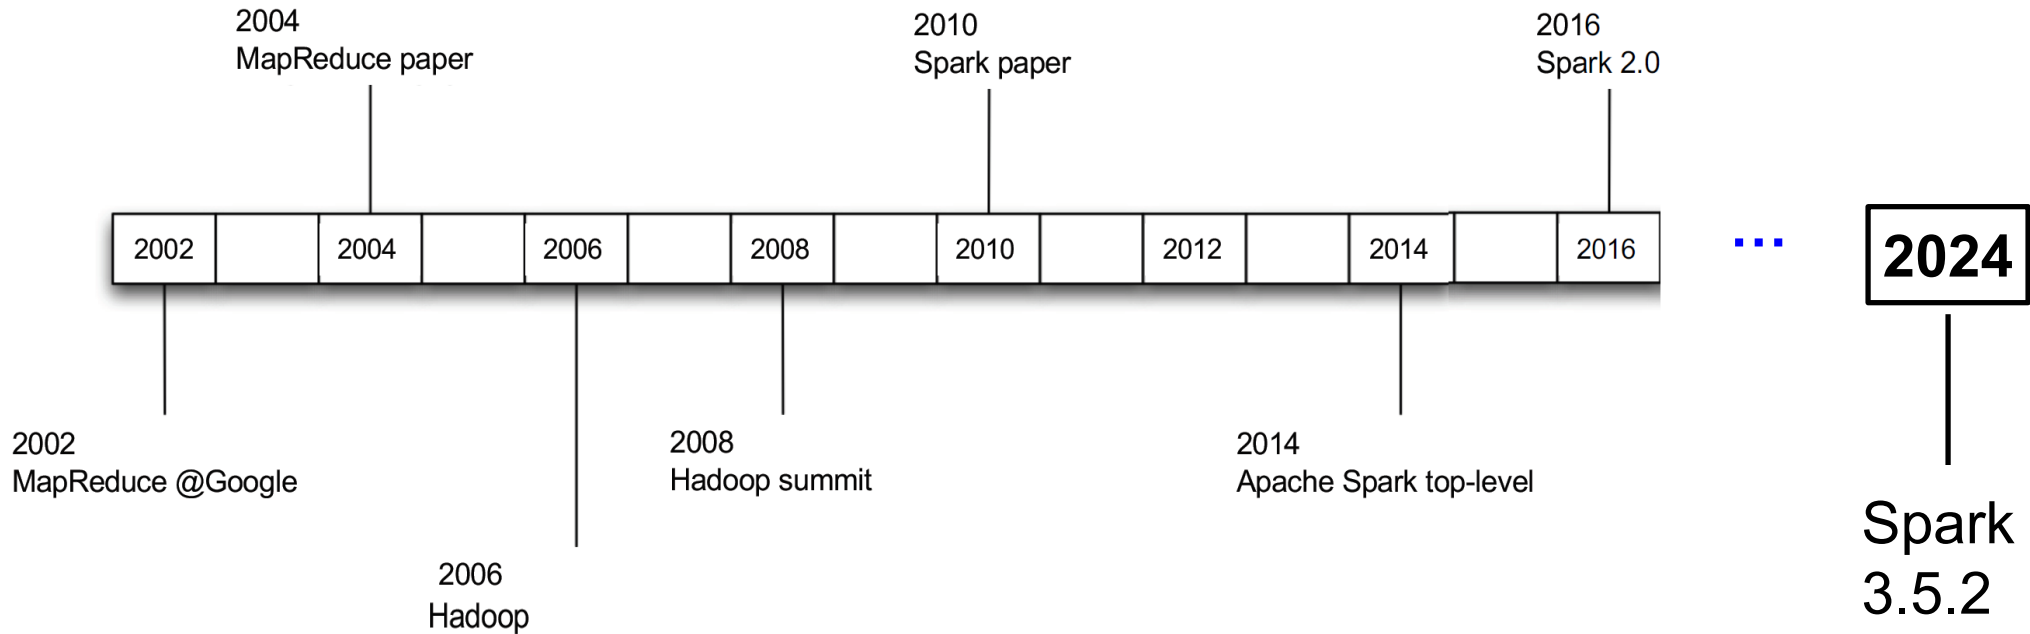 2004
MapReduce paper
2010
Spark paper
2016
Spark 2.0
2002 2004 2006 2008 2010 2012 2014 2016 ... 2024
2002
MapReduce @Google
2008
Hadoop summit
2014
Apache Spark top-level
2006
Hadoop
Spark
3.5.2